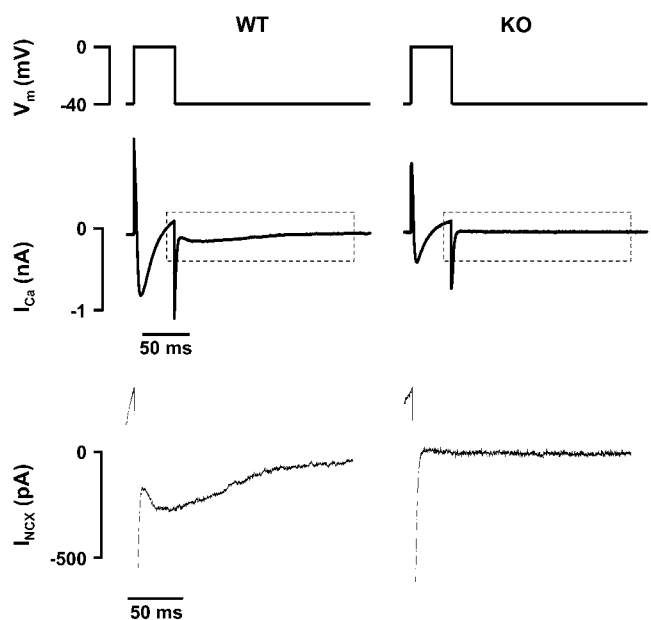 WT
KO
V_m (mV)
0
-40
I_Ca (nA)
0
-1
50 ms
I_NCX (pA)
0
-500
50 ms